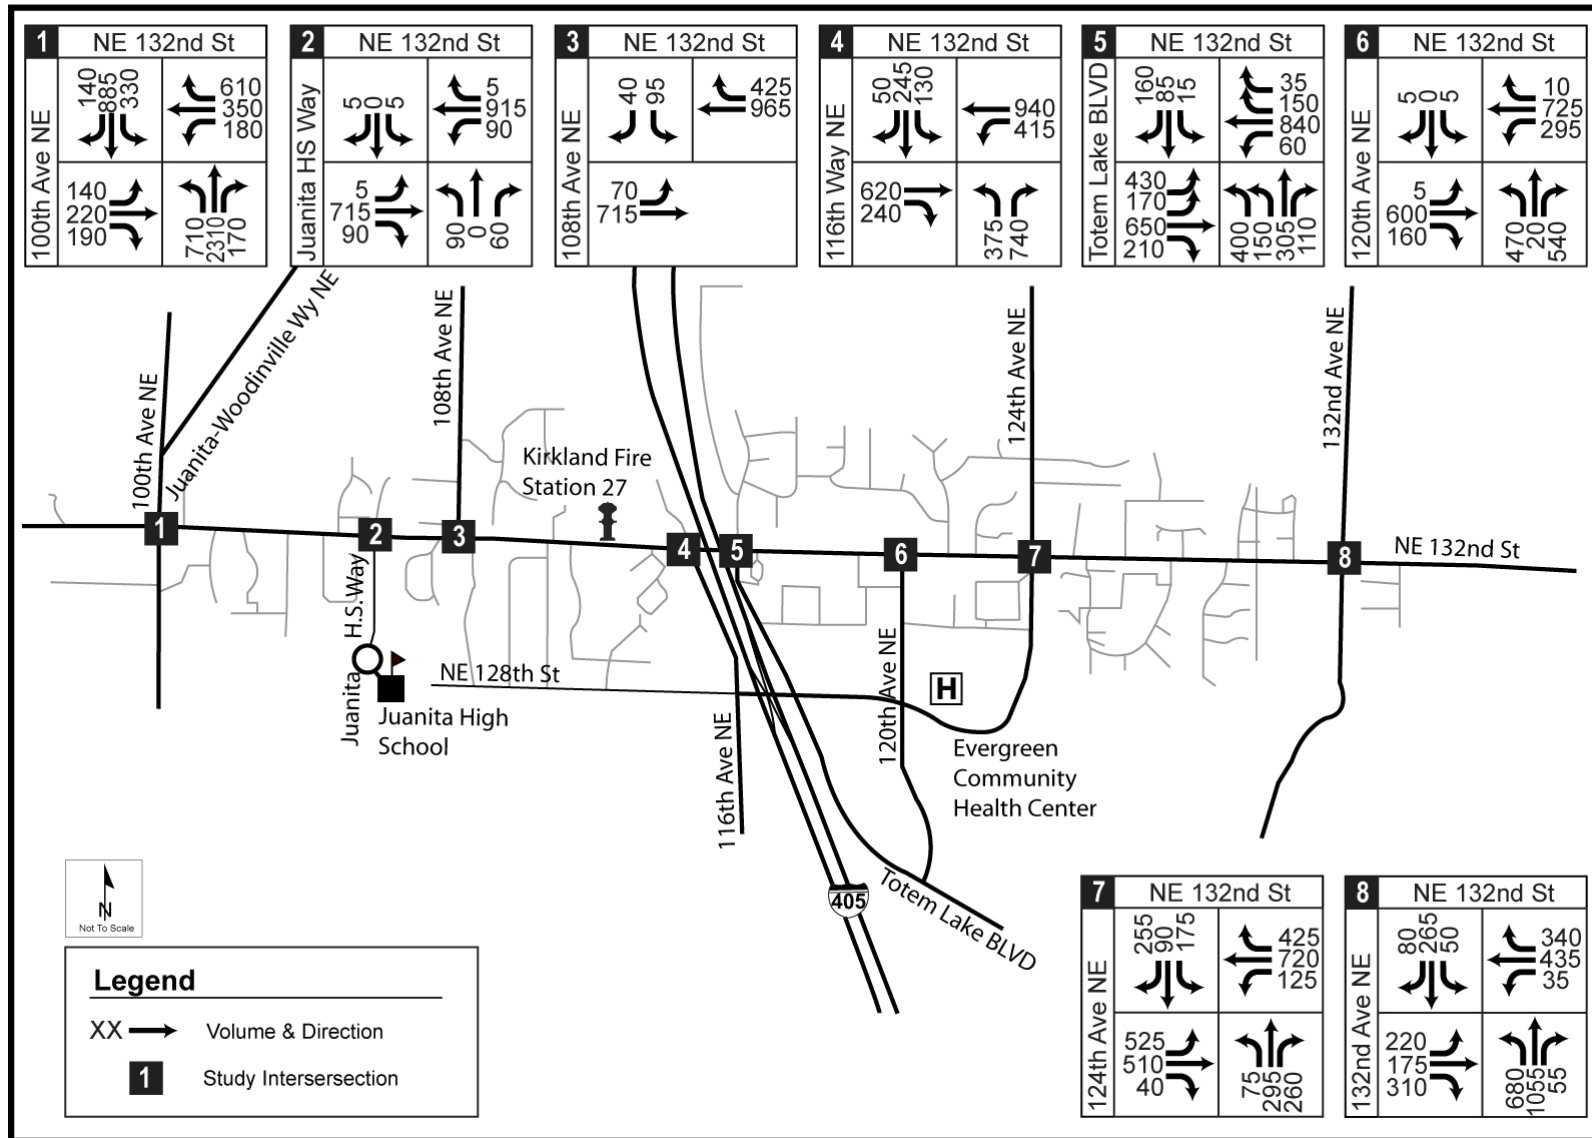 1 NE 132nd St
100th Ave NE
140 885 330
610
350
180
140
220
190
710 2310 170
2 NE 132nd St
Juanita HS Way
5 0 5
5
915
90
5
715
90
90 0 60
3 NE 132nd St
108th Ave NE
40 95
425
965
70
715
4 NE 132nd St
116th Way NE
50 245 130
940
415
620
240
375 740
5 NE 132nd St
Totem Lake BLVD
160 85 15
35
150
840
60
430
170
650
210
400 150 305 110
6 NE 132nd St
120th Ave NE
5 0 5
10
725
295
5
600
160
470 20 540
100th Ave NE
Juanita-Woodinville Wy NE
108th Ave NE
124th Ave NE
132nd Ave NE
Kirkland Fire
Station 27
1 2 3 4 5 6 7 8
NE 132nd St
Juanita H.S. Way
NE 128th St
Juanita High
School
116th Ave NE
120th Ave NE
H
Evergreen
Community
Health Center
405
Totem Lake BLVD
N
Not To Scale
Legend
XX Volume & Direction
1 Study Intersersection
7 NE 132nd St
124th Ave NE
255 90 175
425
720
125
525
510
40
75 295 260
8 NE 132nd St
132nd Ave NE
80 265 50
340
435
35
220
175
310
680 1055 55